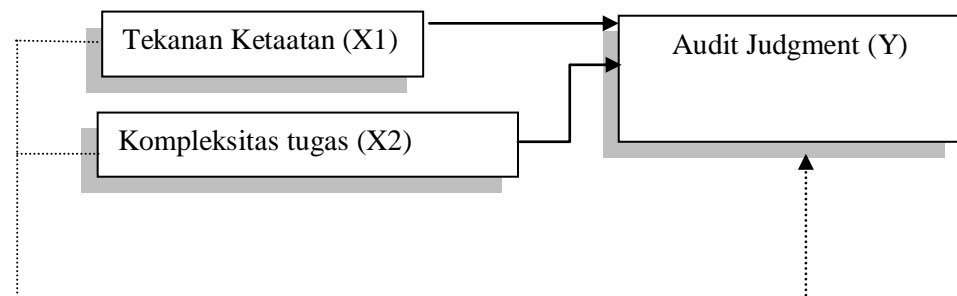 Tekanan Ketaatan (X1)
Audit Judgment (Y)
Kompleksitas tugas (X2)